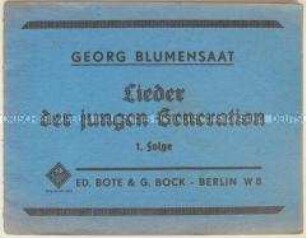 GEORG BLUMENSAAT
Lieder
der jungen Generation
1. Folge
ED. BOTE & G. BOCK - BERLIN W 8